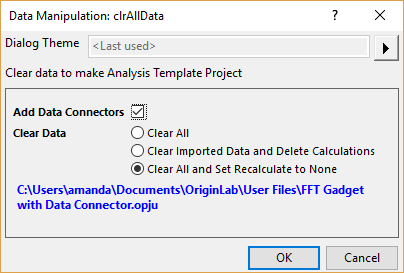 Data Manipulation: clrAllData
Dialog Theme <Last used>
Clear data to make Analysis Template Project
Add Data Connectors
Clear Data Clear All
Clear Imported Data and Delete Calculations
Clear All and Set Recalculate to None
C:\Users\amanda\Documents\OriginLab\User Files\FFT Gadget
with Data Connector.opju
OK Cancel